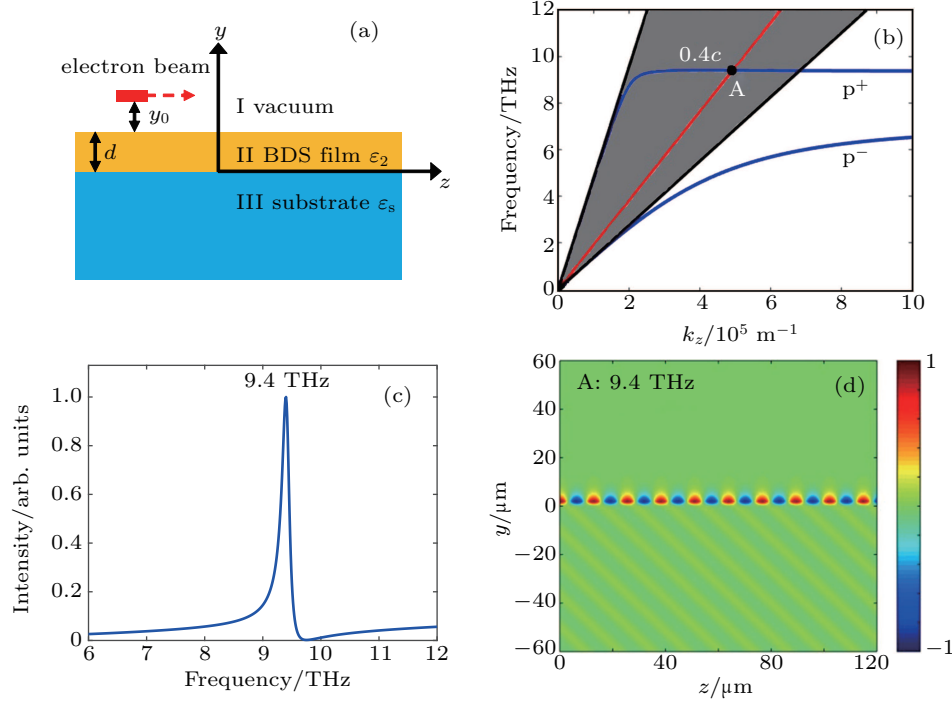 (a)
y
electron beam
I vacuum
y₀
d
II BDS film ε₂
z
III substrate εₛ
(b)
Frequency/THz
12
10
8
6
4
2
0
0.4c
A
p⁺
p⁻
0
2
4
6
8
10
k_z/10⁵ m⁻¹
(c)
9.4 THz
Intensity/arb. units
1.0
0.8
0.6
0.4
0.2
0
6
7
8
9
10
11
12
Frequency/THz
(d)
A: 9.4 THz
y/μm
60
40
20
0
−20
−40
−60
0
40
80
120
z/μm
1
−1